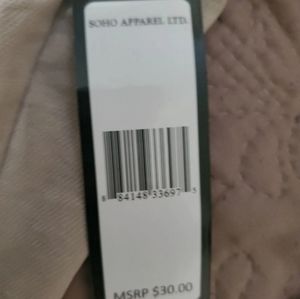 SOHO APPAREL LTD.
8 84148 33697 5
MSRP $30.00